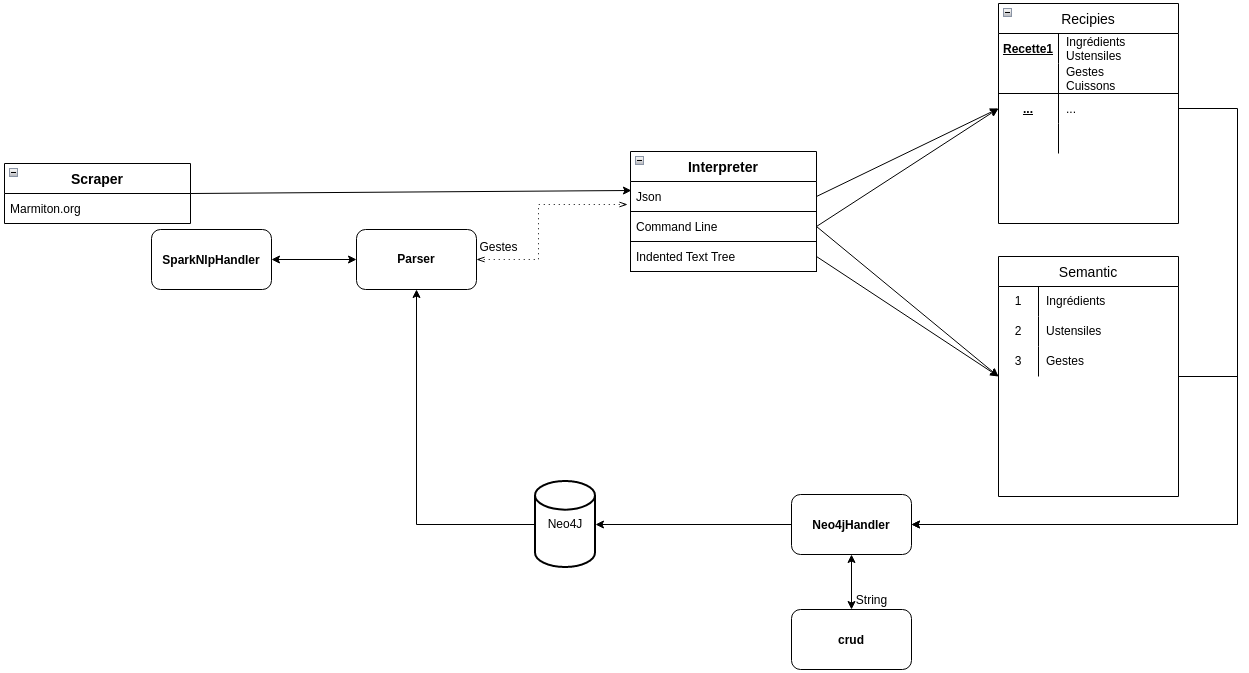 Recipies
Recette1
Ingrédients
Ustensiles
Gestes
Cuissons
...
...
Scraper
Marmiton.org
Interpreter
Json
Command Line
Indented Text Tree
SparkNlpHandler
Parser
Gestes
Semantic
1 Ingrédients
2 Ustensiles
3 Gestes
Neo4J
Neo4jHandler
String
crud